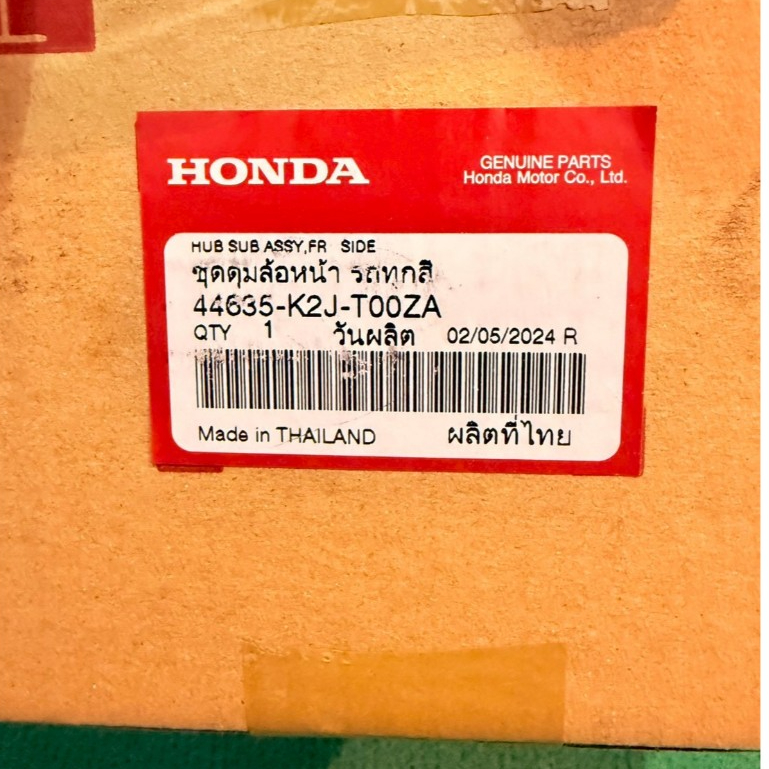 HONDA
GENUINE PARTS
Honda Motor Co., Ltd.
HUB SUB ASSY,FR SIDE
ชุดดุมล้อหน้า รถทุกสี
44635-K2J-T00ZA
QTY 1 วันผลิต 02/05/2024 R
Made in THAILAND ผลิตที่ไทย